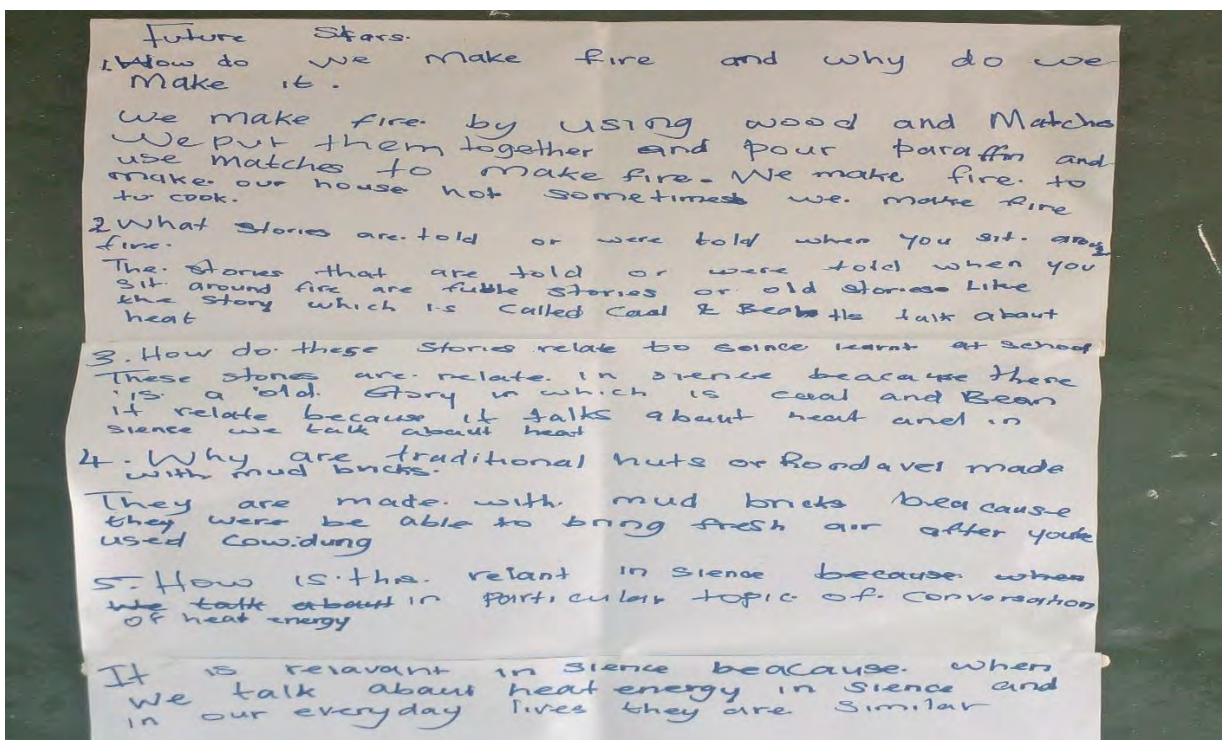 Future Stars.
1. How do we make fire and why do we
Make it.
We make fire by using wood and Matche
We put them together and pour paraffin and
use matches to make fire. We make fire to
make our house hot sometimes we make fire
to cook.
2 What stories are told or were told when you sit around
fire.
The stories that are told or were told when you
sit around fire are fuble stories or old stories Like
the story which is called Coal & Bean the talk about
heat
3. How do these Stories relate to scince learnt at school
These stories are relate in sience beacause there
is a old Story in which is coal and Bean
it relate because it talks about heat and in
sience we talk about heat
4. Why are traditional huts or Rondavel made
with mud bricks.
They are made with mud bricks beacause
they were be able to bring fresh air after you're
used cowdung
5. How is this relant in sience because when
we talk about in particular topic of conversation
of heat energy
It is relavant in sience beacause when
we talk about heat energy in sience and
in our everyday lives they are similar